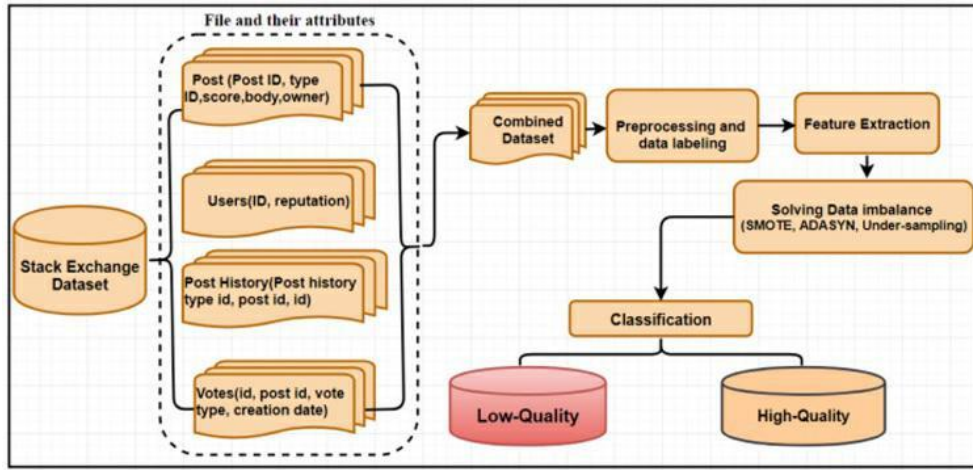 File and their attributes
Post (Post ID, type
ID,score,body,owner)
Users(ID, reputation)
Stack Exchange
Dataset
Post History(Post history
type id, post id, id)
Votes(id, post id, vote
type, creation date)
Combined
Dataset
Preprocessing and
data labeling
Feature Extraction
Solving Data imbalance
(SMOTE, ADASYN, Under-sampling)
Classification
Low-Quality
High-Quality